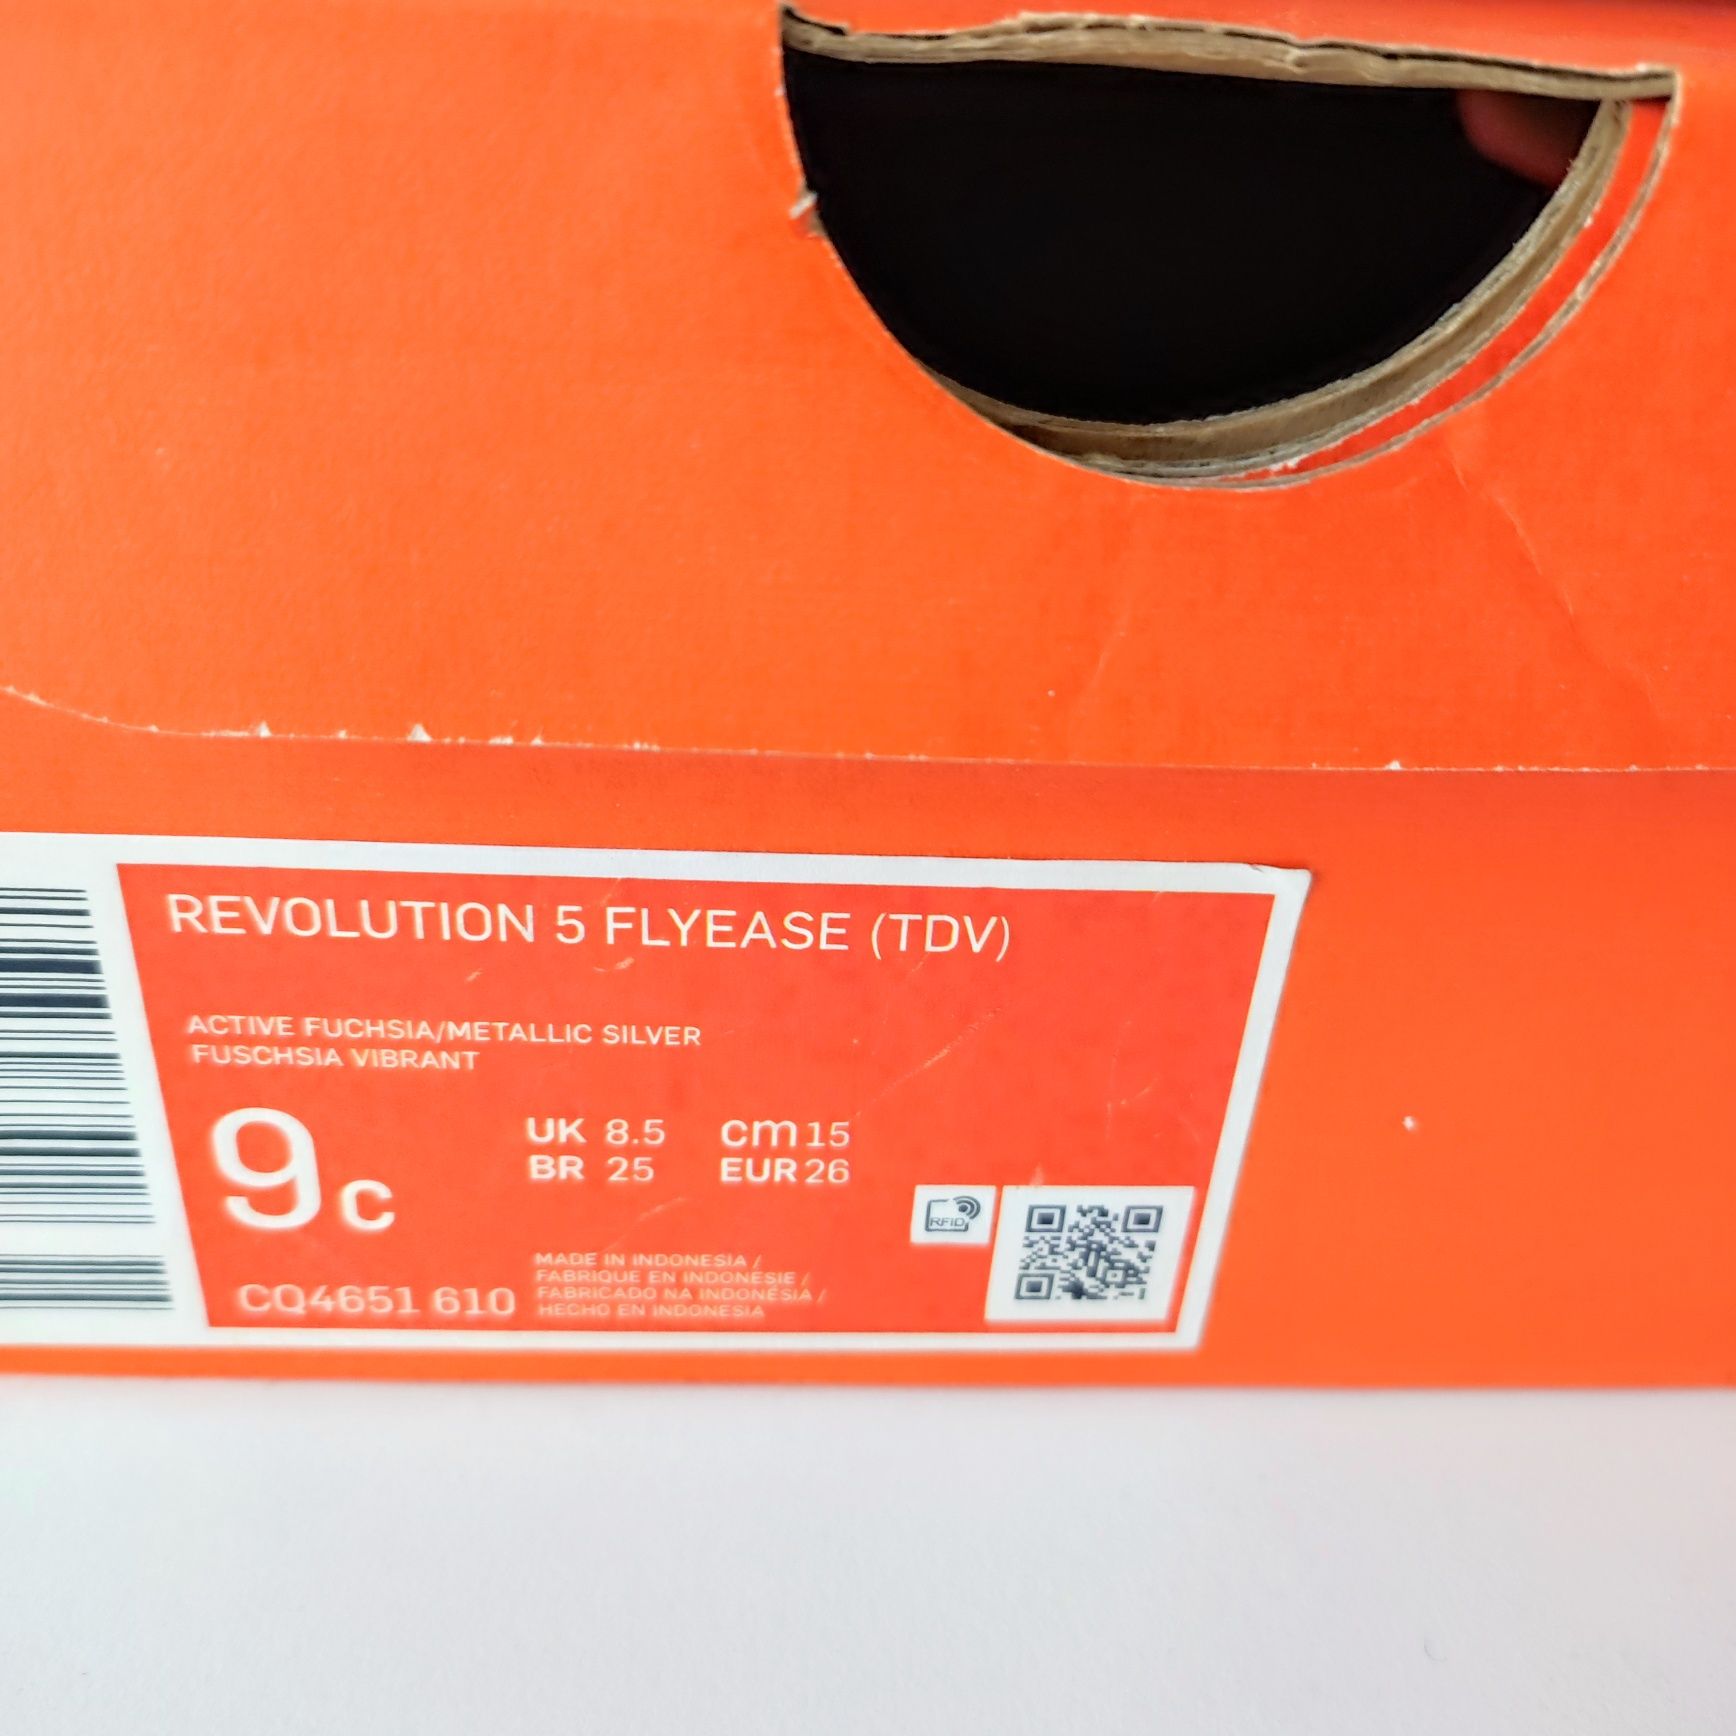 REVOLUTION 5 FLYEASE (TDV)
ACTIVE FUCHSIA/METALLIC SILVER
FUSCHSIA VIBRANT
9c
UK 8.5 cm 15
BR 25 EUR 26
CQ4651 610
MADE IN INDONESIA /
FABRIQUE EN INDONESIE /
FABRICADO NA INDONÉSIA /
HECHO EN INDONESIA
RFID